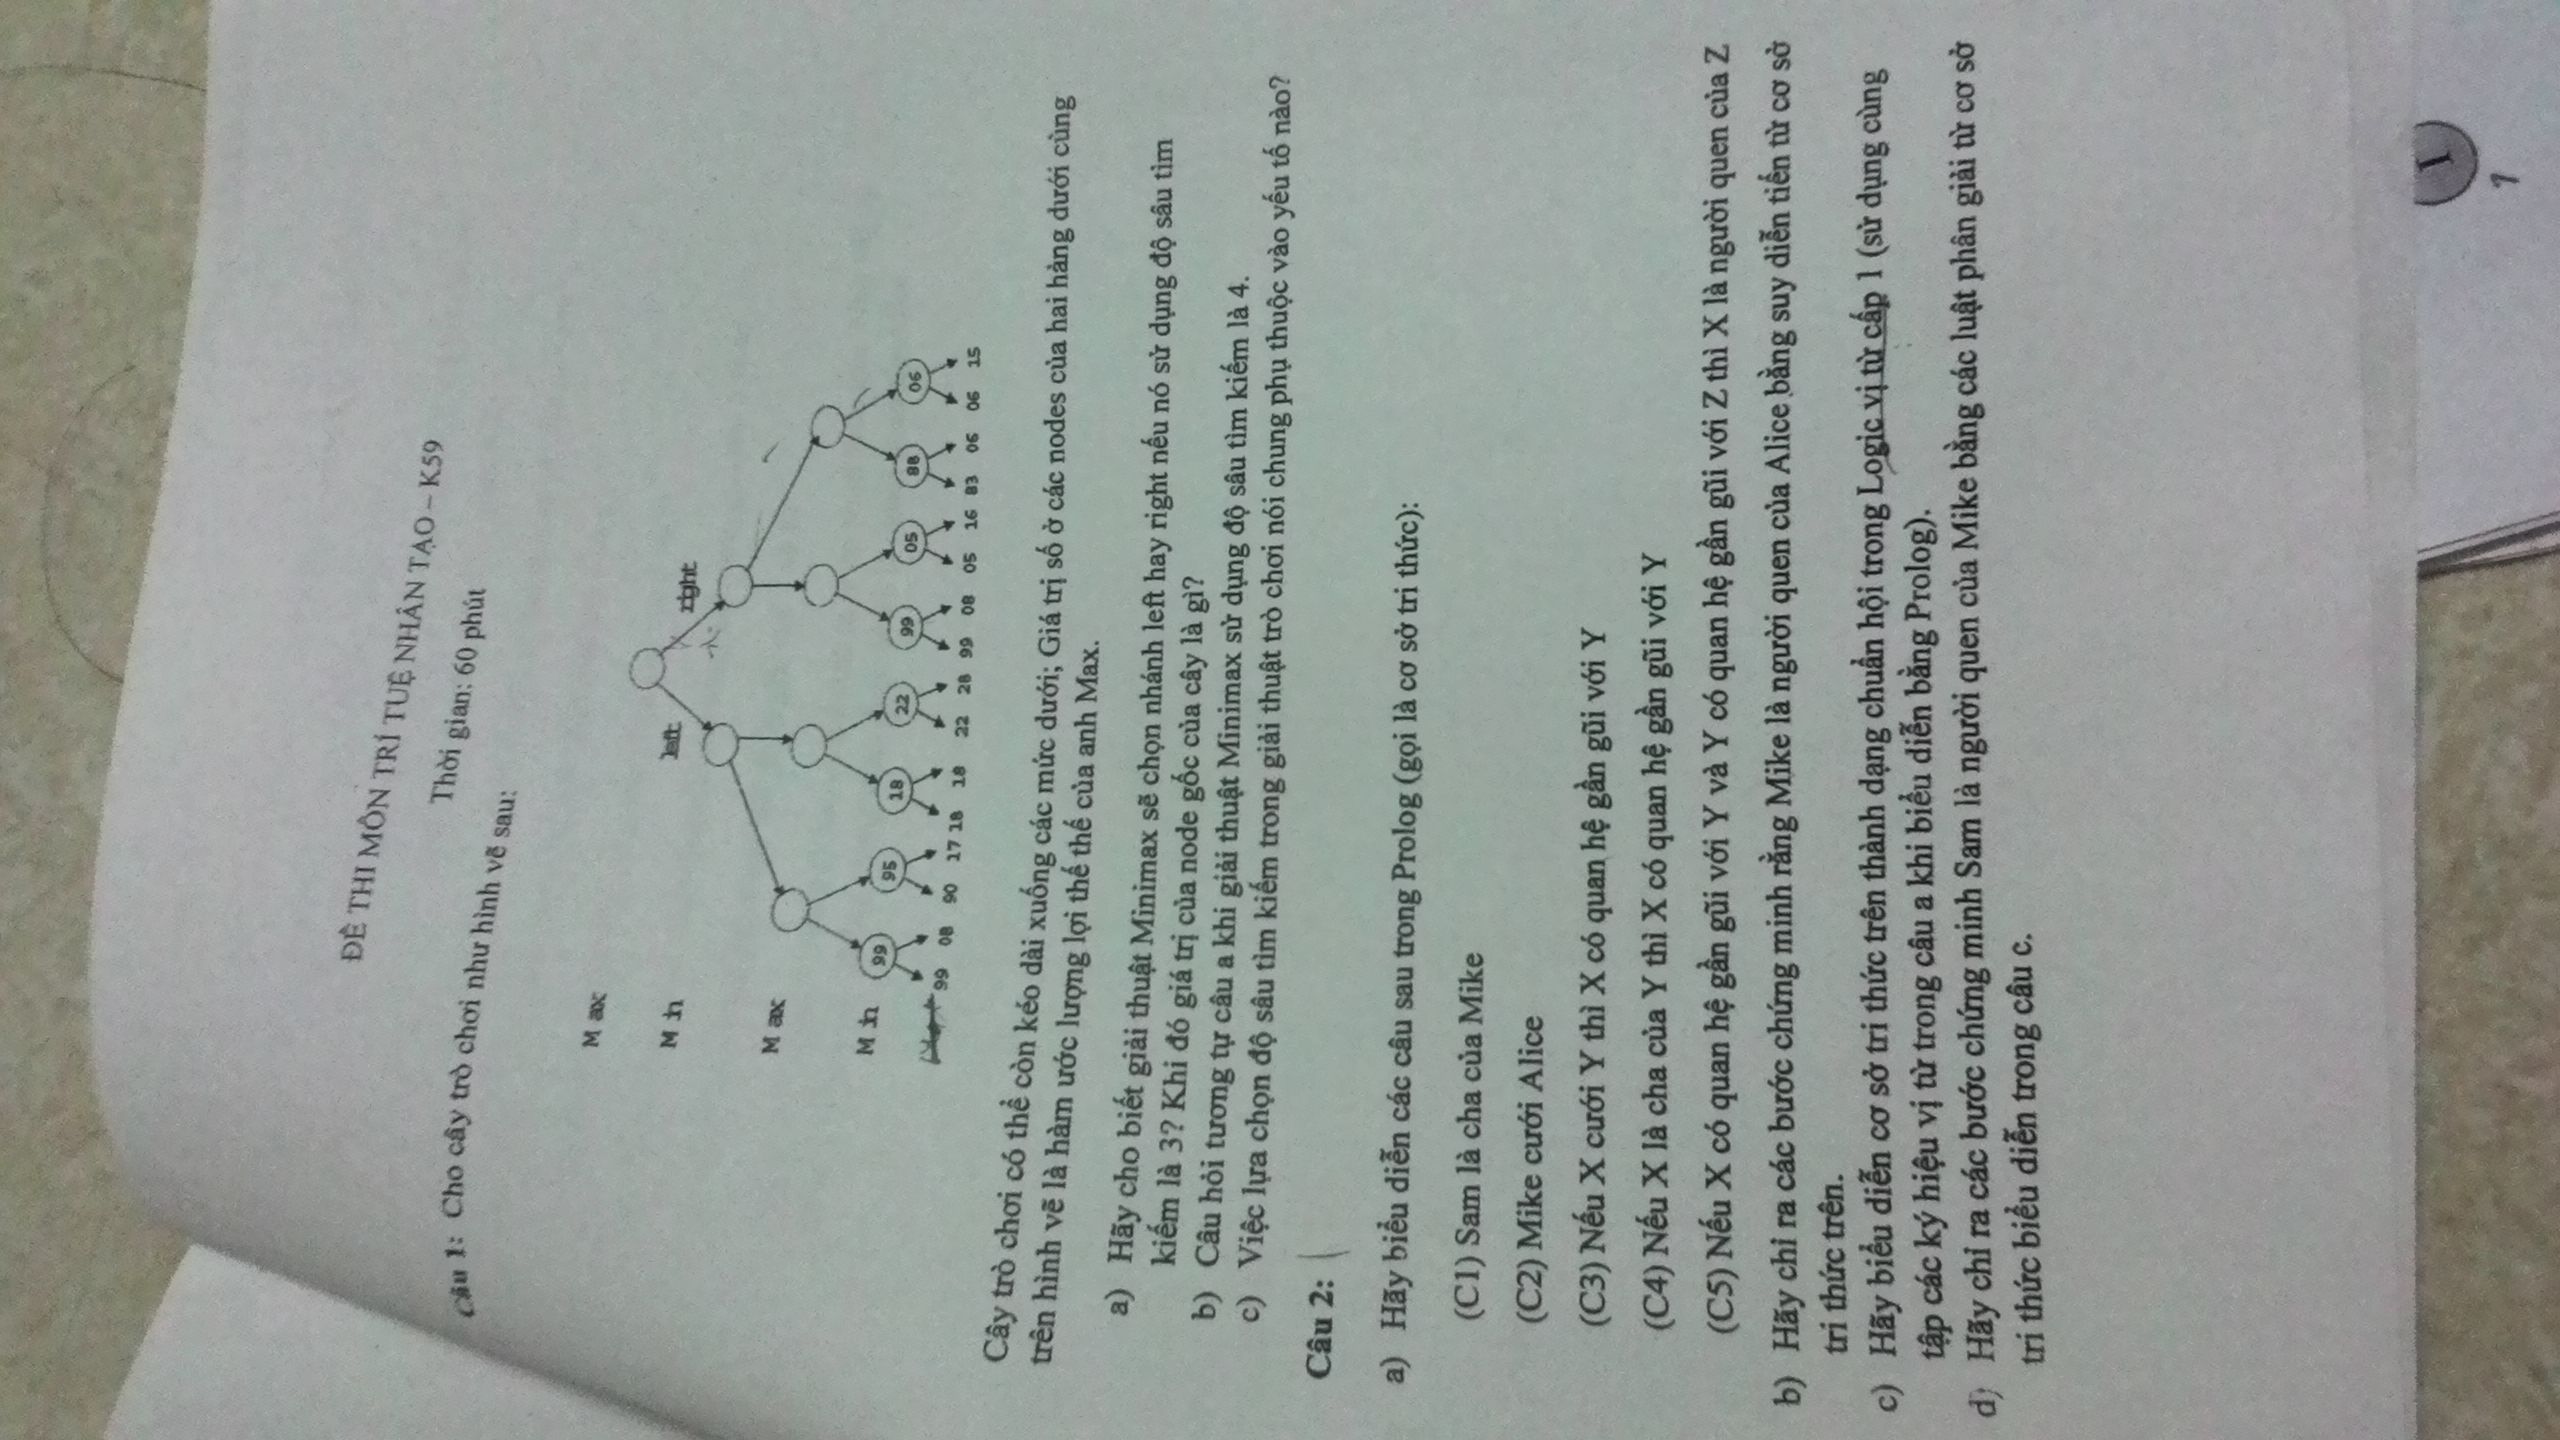 ĐỀ THI MÔN TRÍ TUỆ NHÂN TẠO – K59
Thời gian: 60 phút
Câu 1: Cho cây trò chơi như hình vẽ sau:
Max
left right
Min
Max
Min 99 95 18 22 99 05 88 06
99 08 90 17 18 18 22 28 99 08 05 16 83 06 06 15
Cây trò chơi có thể còn kéo dài xuống các mức dưới; Giá trị số ở các nodes của hai hàng dưới cùng
trên hình vẽ là hàm ước lượng lợi thế thế của anh Max.
a) Hãy cho biết giải thuật Minimax sẽ chọn nhánh left hay right nếu nó sử dụng độ sâu tìm
kiếm là 3? Khi đó giá trị của node gốc của cây là gì?
b) Câu hỏi tương tự câu a khi giải thuật Minimax sử dụng độ sâu tìm kiếm là 4.
c) Việc lựa chọn độ sâu tìm kiếm trong giải thuật trò chơi nói chung phụ thuộc vào yếu tố nào?
Câu 2:
a) Hãy biểu diễn các câu sau trong Prolog (gọi là cơ sở tri thức):
(C1) Sam là cha của Mike
(C2) Mike cưới Alice
(C3) Nếu X cưới Y thì X có quan hệ gần gũi với Y
(C4) Nếu X là cha của Y thì X có quan hệ gần gũi với Y
(C5) Nếu X có quan hệ gần gũi với Y và Y có quan hệ gần gũi với Z thì X là người quen của Z
b) Hãy chỉ ra các bước chứng minh rằng Mike là người quen của Alice bằng suy diễn tiến từ cơ sở
tri thức trên.
c) Hãy biểu diễn cơ sở tri thức trên thành dạng chuẩn hội trong Logic vị từ cấp 1 (sử dụng cùng
tập các ký hiệu vị từ trong câu a khi biểu diễn bằng Prolog).
d) Hãy chỉ ra các bước chứng minh Sam là người quen của Mike bằng các luật phân giải từ cơ sở
tri thức biểu diễn trong câu c.
1
1